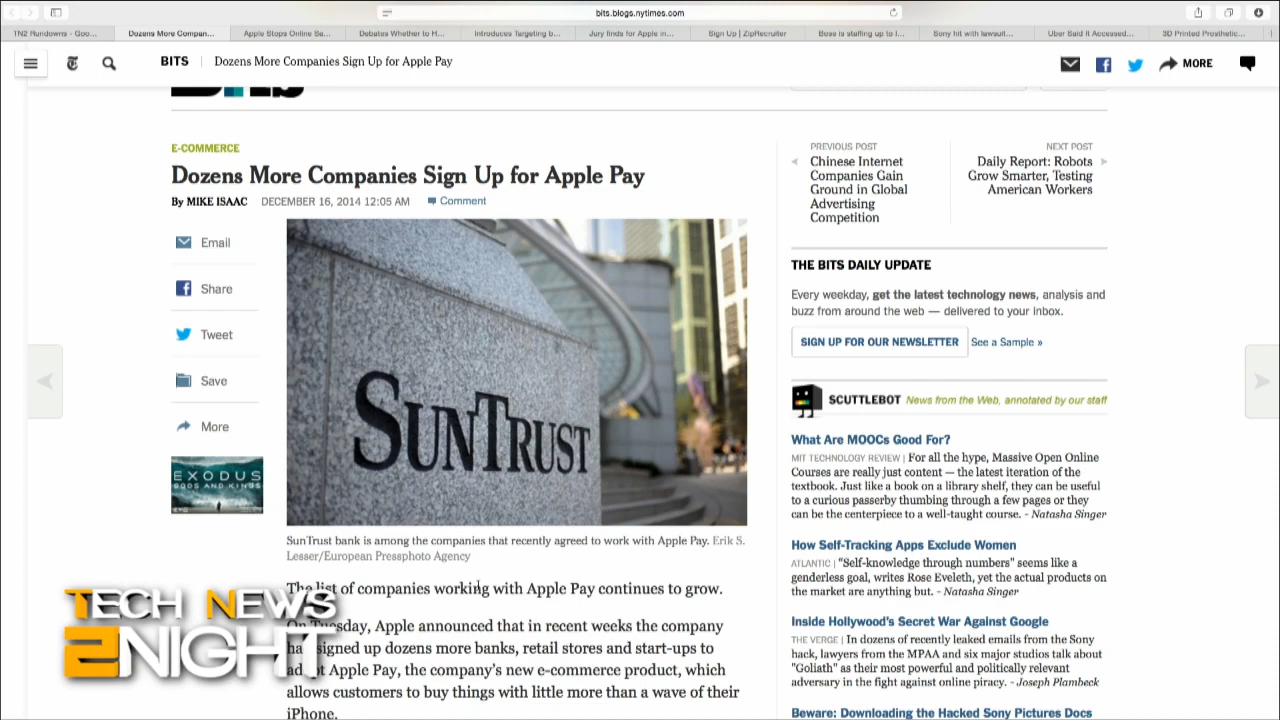 bits.blogs.nytimes.com
TN2 Rundowns - Goo...
Dozens More Compan...
Apple Stops Online Sa...
Debates Whether to H...
Introduces Targeting b...
Jury finds for Apple in...
Sign Up | ZipRecruiter
Bose is staffing up to l...
Sony hit with lawsuit...
Uber Said It Accessed...
3D Printed Prosthetic...
BITS
Dozens More Companies Sign Up for Apple Pay
MORE
E-COMMERCE
Dozens More Companies Sign Up for Apple Pay
By MIKE ISAAC DECEMBER 16, 2014 12:05 AM Comment
Email
Share
Tweet
Save
More
EXODUS
GODS AND KINGS
SUNTRUST
SunTrust bank is among the companies that recently agreed to work with Apple Pay. Erik S.
Lesser/European Pressphoto Agency
The list of companies working with Apple Pay continues to grow.
On Tuesday, Apple announced that in recent weeks the company
signed up dozens more banks, retail stores and start-ups to
Apple Pay, the company's new e-commerce product, which
allows customers to buy things with little more than a wave of their
iPhone.
TECH NEWS
2NIGHT
PREVIOUS POST
Chinese Internet
Companies Gain
Ground in Global
Advertising
Competition
NEXT POST
Daily Report: Robots
Grow Smarter, Testing
American Workers
THE BITS DAILY UPDATE
Every weekday, get the latest technology news, analysis and
buzz from around the web — delivered to your inbox.
SIGN UP FOR OUR NEWSLETTER See a Sample »
SCUTTLEBOT News from the Web, annotated by our staff
What Are MOOCs Good For?
MIT TECHNOLOGY REVIEW | For all the hype, Massive Open Online
Courses are really just content — the latest iteration of the
textbook. Just like a book on a library shelf, they can be useful
to a curious passerby thumbing through a few pages or they
can be the centerpiece to a well-taught course. - Natasha Singer
How Self-Tracking Apps Exclude Women
ATLANTIC | "Self-knowledge through numbers" seems like a
genderless goal, writes Rose Eveleth, yet the actual products on
the market are anything but. - Natasha Singer
Inside Hollywood's Secret War Against Google
THE VERGE | In dozens of recently leaked emails from the Sony
hack, lawyers from the MPAA and six major studios talk about
"Goliath" as their most powerful and politically relevant
adversary in the fight against online piracy. - Joseph Plambeck
Beware: Downloading the Hacked Sony Pictures Docs